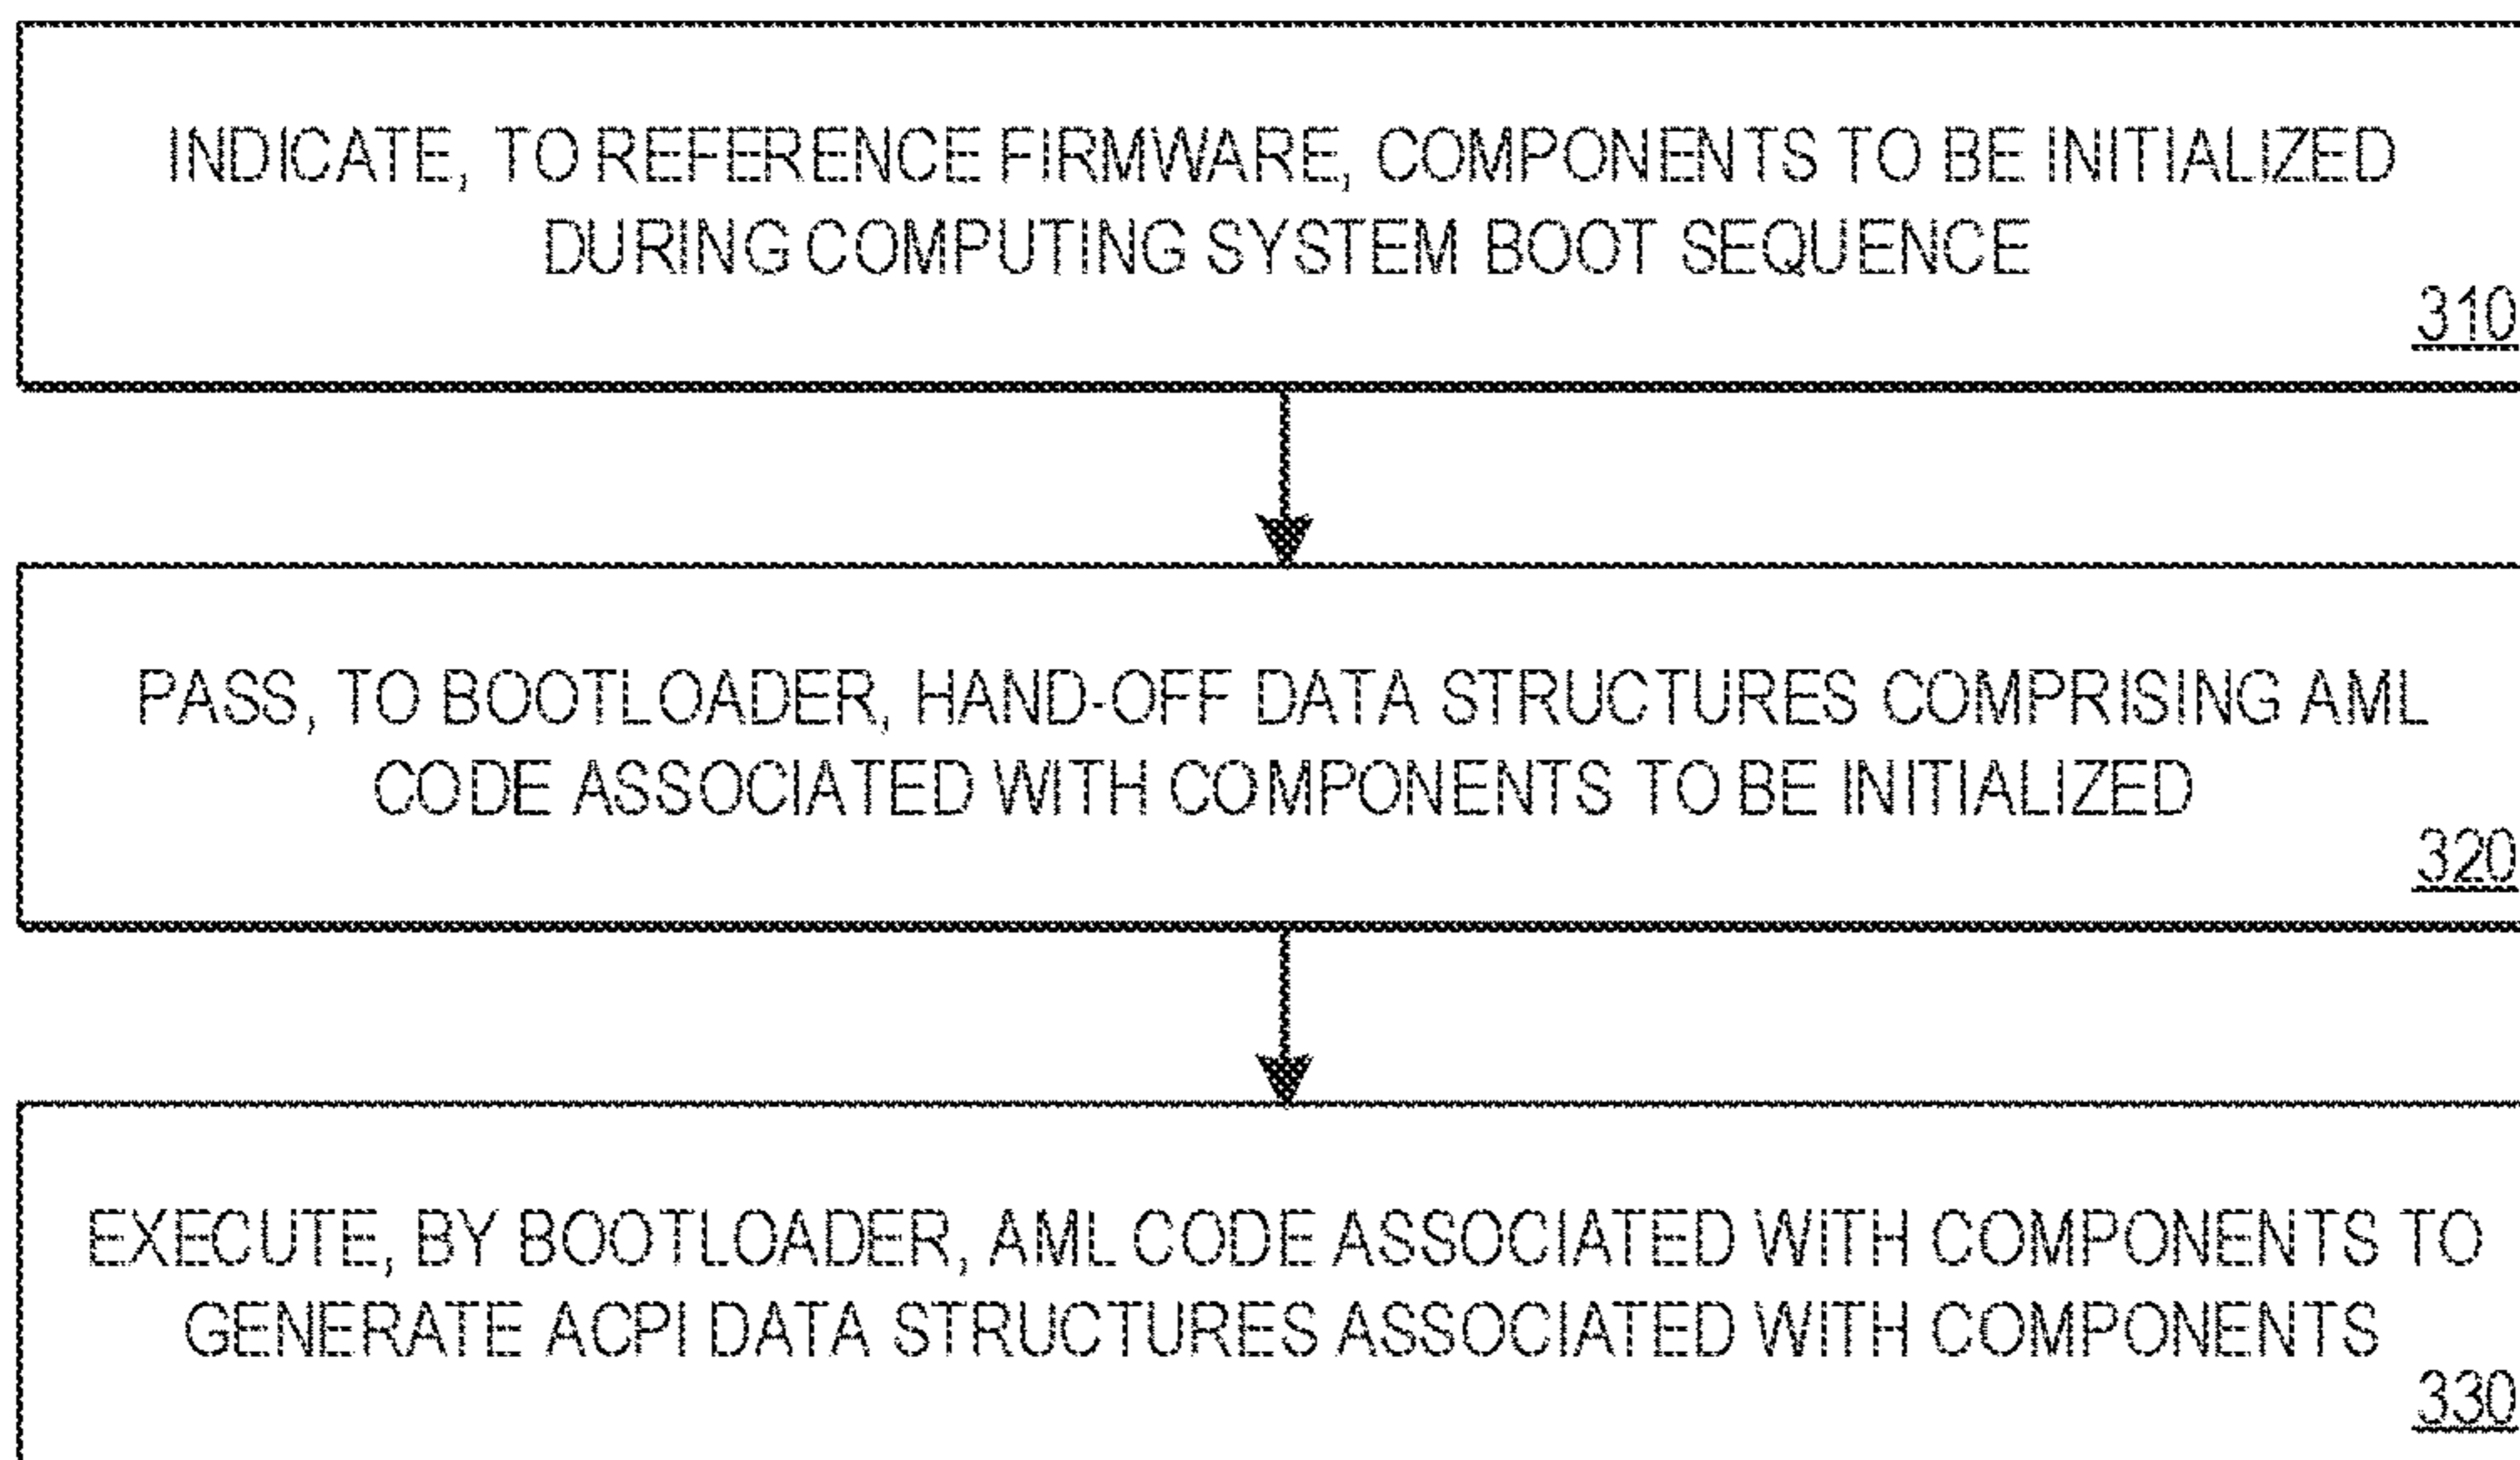 INDICATE, TO REFERENCE FIRMWARE, COMPONENTS TO BE INITIALIZED
DURING COMPUTING SYSTEM BOOT SEQUENCE
310
PASS, TO BOOTLOADER, HAND-OFF DATA STRUCTURES COMPRISING AML
CODE ASSOCIATED WITH COMPONENTS TO BE INITIALIZED
320
EXECUTE, BY BOOTLOADER, AML CODE ASSOCIATED WITH COMPONENTS TO
GENERATE ACPI DATA STRUCTURES ASSOCIATED WITH COMPONENTS
330